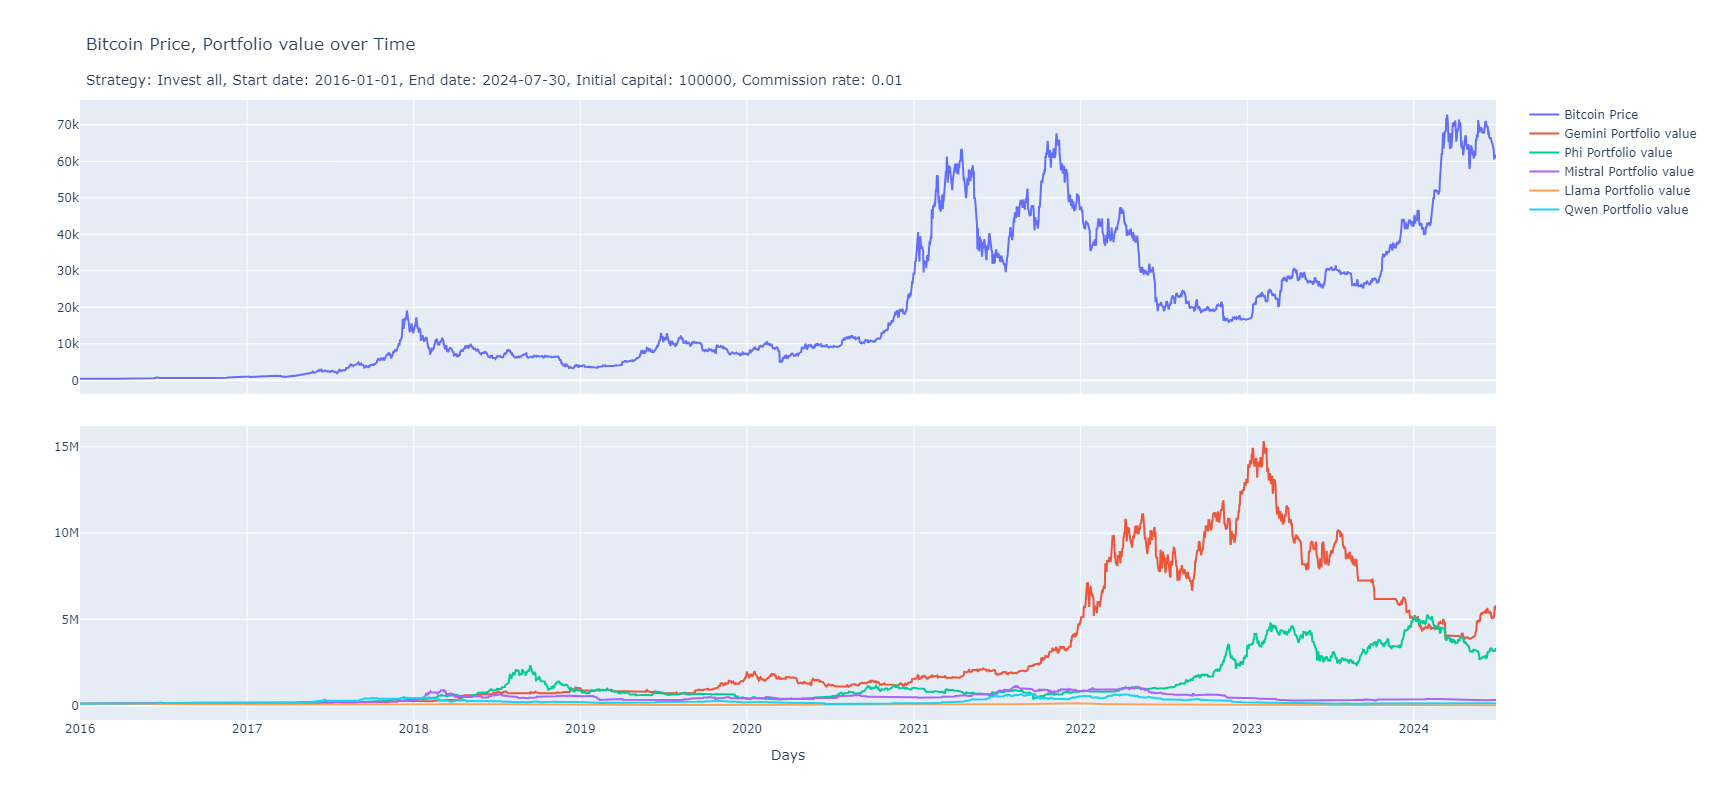 Bitcoin Price, Portfolio value over Time
Strategy: Invest all, Start date: 2016-01-01, End date: 2024-07-30, Initial capital: 100000, Commission rate: 0.01
70k
60k
50k
40k
30k
20k
10k
0
Bitcoin Price
Gemini Portfolio value
Phi Portfolio value
Mistral Portfolio value
Llama Portfolio value
Qwen Portfolio value
15M
10M
5M
0
2016 2017 2018 2019 2020 2021 2022 2023 2024
Days